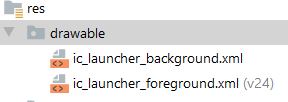 res
drawable
ic_launcher_background.xml
ic_launcher_foreground.xml (v24)